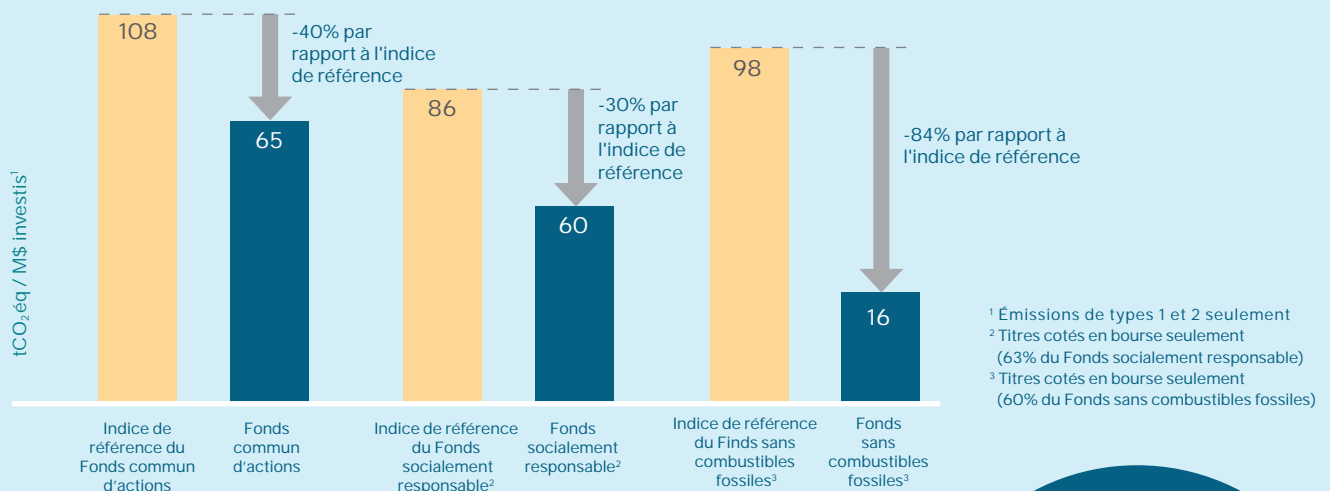 108
-40% par
rapport à l'indice
de référence
65
86
-30% par
rapport à
l'indice de
référence
60
98
-84% par rapport à
l'indice de référence
16
tCO₂éq / M$ investis¹
Indice de
référence du
Fonds commun
d’actions
Fonds
commun
d’actions
Indice de référence
du Fonds
socialement
responsable²
Fonds
socialement
responsable²
Indice de référence
du Finds sans
combustibles
fossiles³
Fonds
sans
combustibles
fossiles³
¹ Émissions de types 1 et 2 seulement
² Titres cotés en bourse seulement
(63% du Fonds socialement responsable)
³ Titres cotés en bourse seulement
(60% du Fonds sans combustibles fossiles)